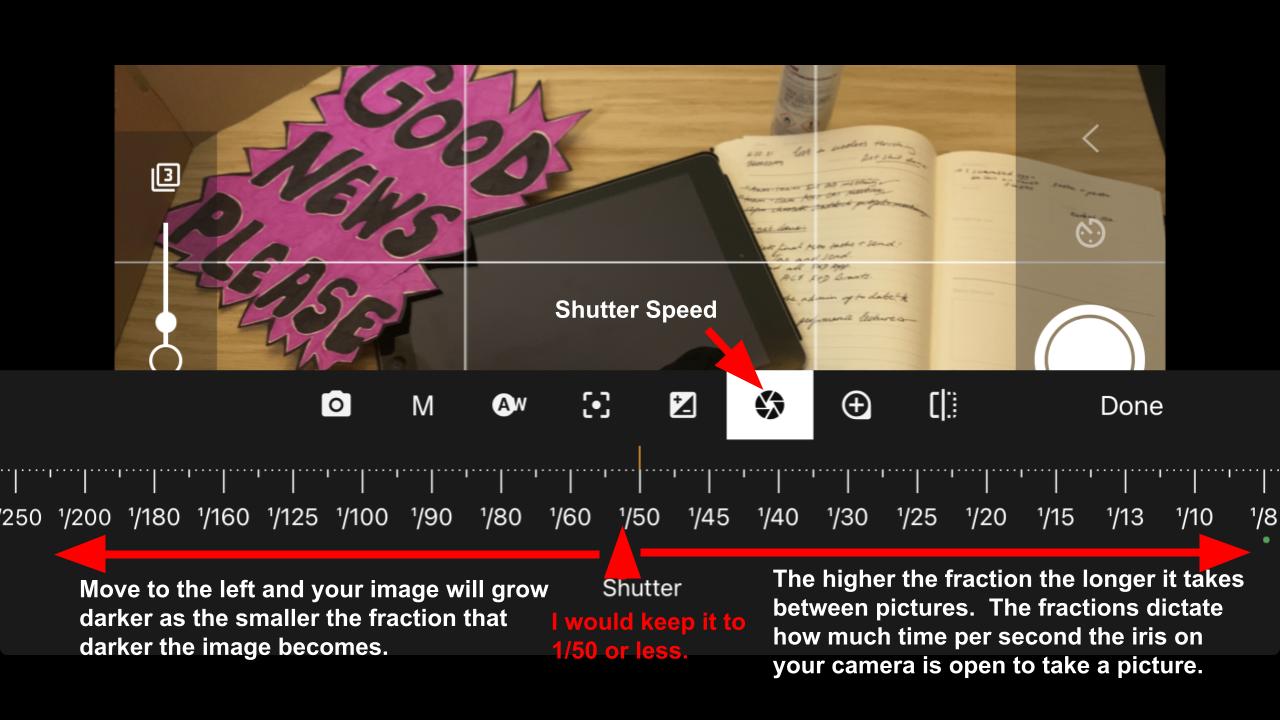 GOOD
NEWS
PLEASE
3
Shutter Speed
M
AW
Done
/250 1/200 1/180 1/160 1/125 1/100 1/90 1/80 1/60 1/50 1/45 1/40 1/30 1/25 1/20 1/15 1/13 1/10 1/8
Move to the left and your image will grow
darker as the smaller the fraction that
darker the image becomes.
Shutter
I would keep it to
1/50 or less.
The higher the fraction the longer it takes
between pictures.  The fractions dictate
how much time per second the iris on
your camera is open to take a picture.